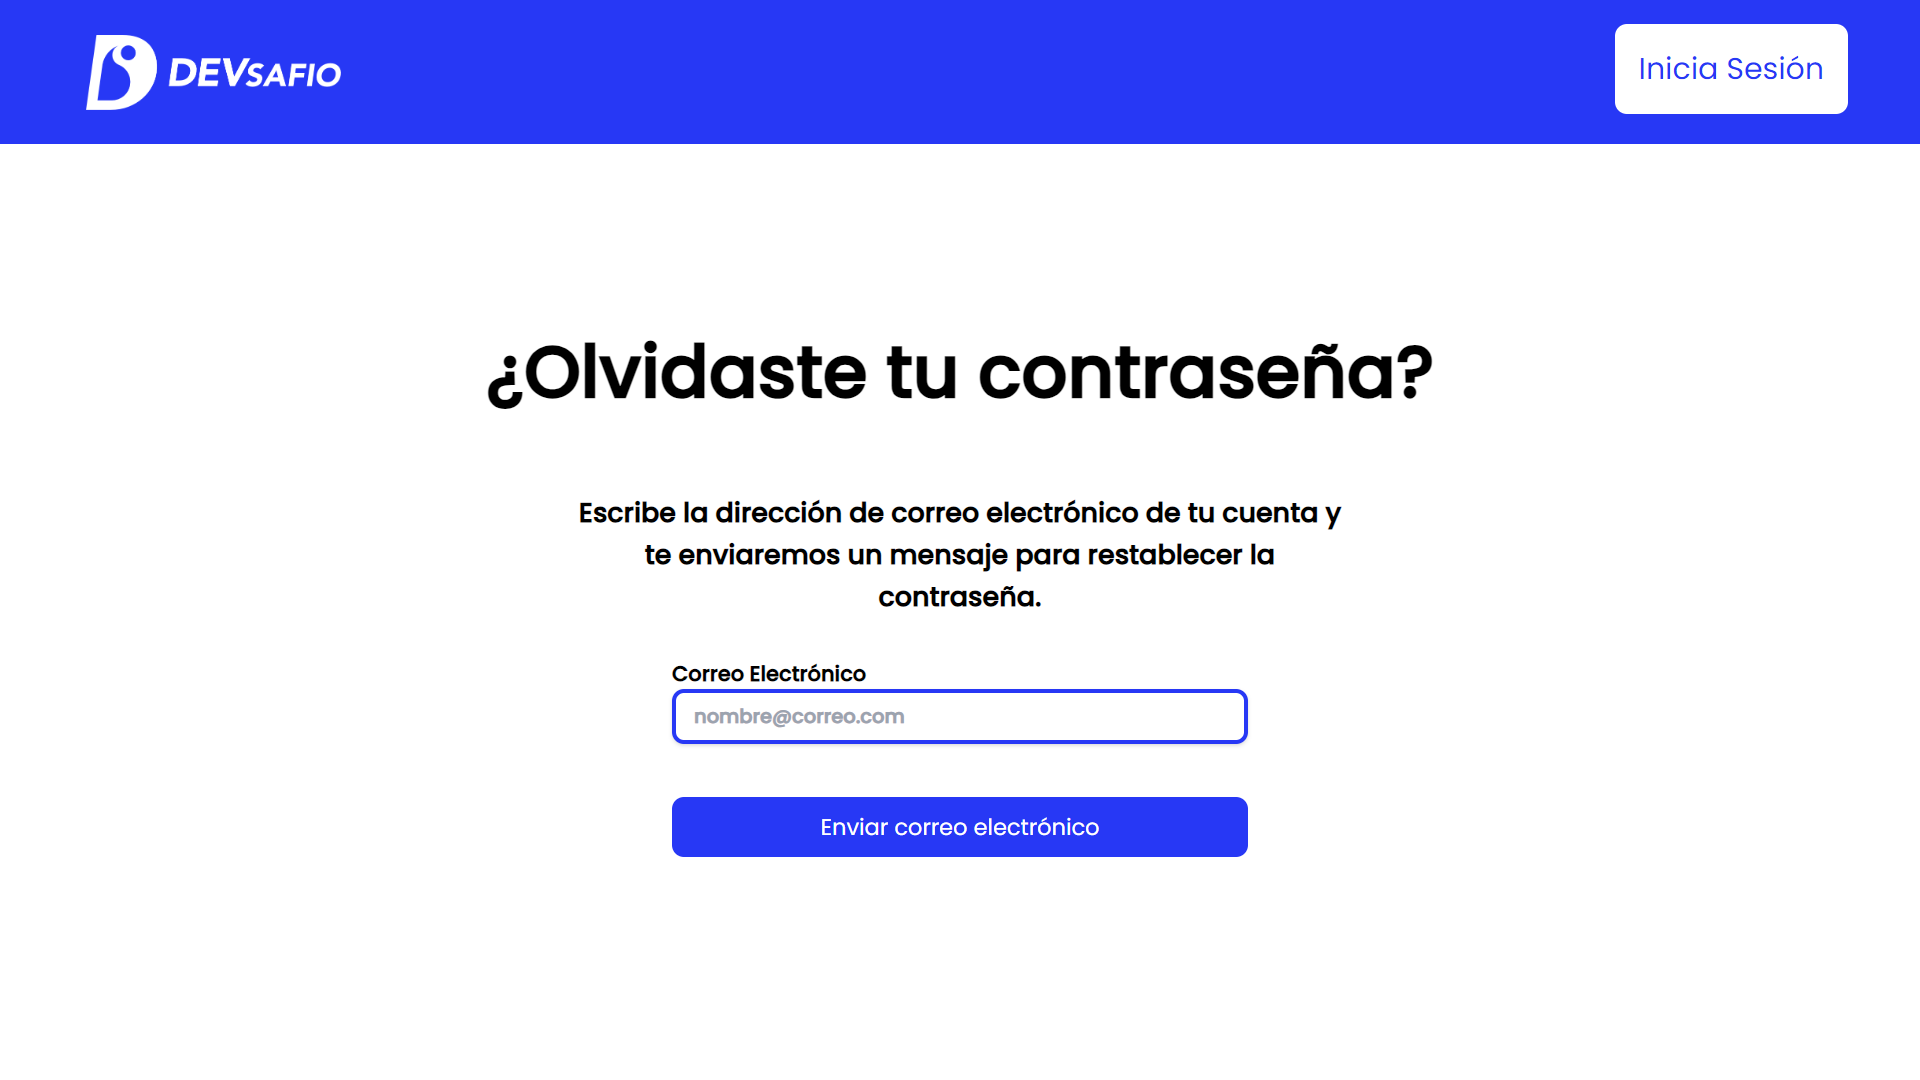 DEVSAFIO
Inicia Sesión
¿Olvidaste tu contraseña?
Escribe la dirección de correo electrónico de tu cuenta y
te enviaremos un mensaje para restablecer la
contraseña.
Correo Electrónico
nombre@correo.com
Enviar correo electrónico